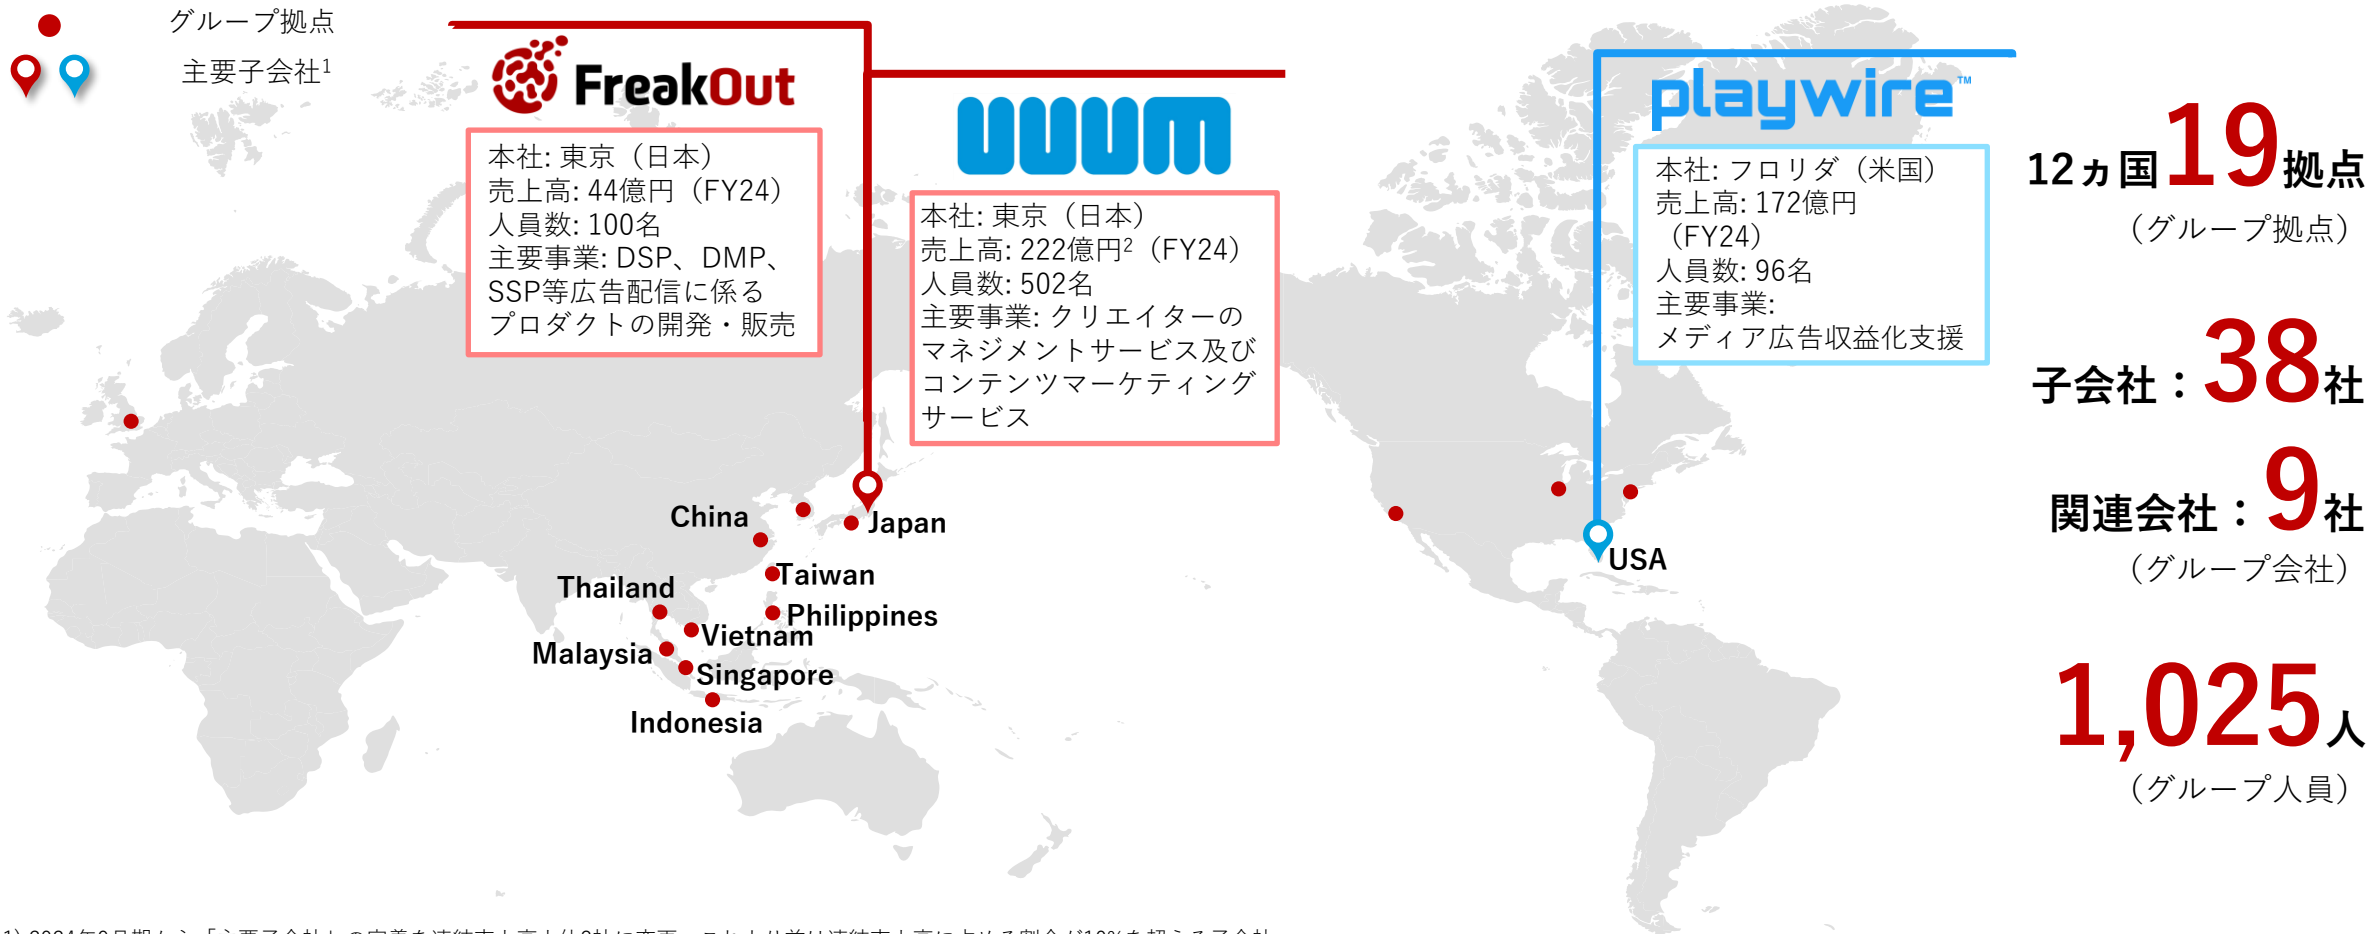 グループ拠点
主要子会社1
FreakOut
本社: 東京（日本）
売上高: 44億円（FY24）
人員数: 100名
主要事業: DSP、DMP、
SSP等広告配信に係る
プロダクトの開発・販売
UUUM
本社: 東京（日本）
売上高: 222億円2（FY24）
人員数: 502名
主要事業: クリエイターの
マネジメントサービス及び
コンテンツマーケティング
サービス
playwire™
本社: フロリダ（米国）
売上高: 172億円
（FY24）
人員数: 96名
主要事業:
メディア広告収益化支援
12ヵ国19拠点
（グループ拠点）
子会社：38社
関連会社：9社
（グループ会社）
1,025人
（グループ人員）
China
Japan
Taiwan
Thailand
Philippines
Vietnam
Malaysia
Singapore
Indonesia
USA